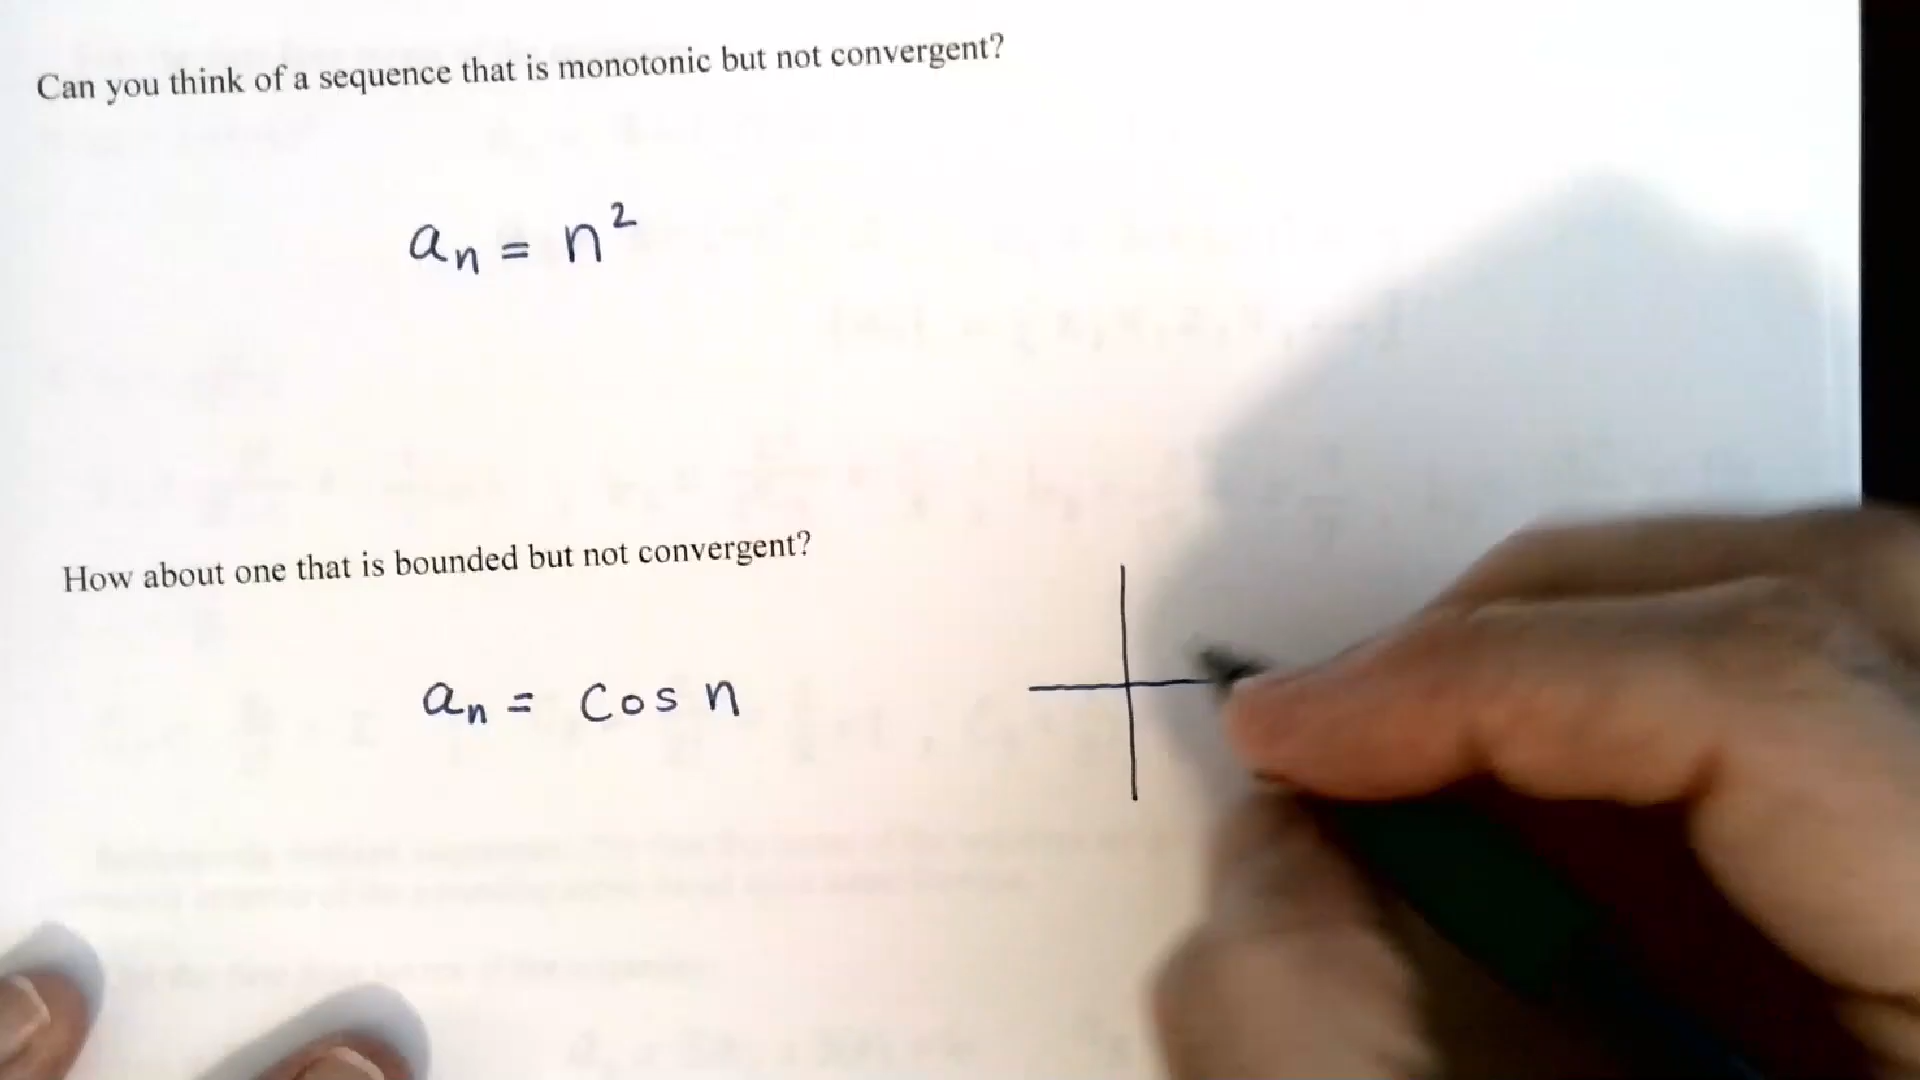 Can you think of a sequence that is monotonic but not convergent?
aₙ = n²
How about one that is bounded but not convergent?
aₙ = cos n